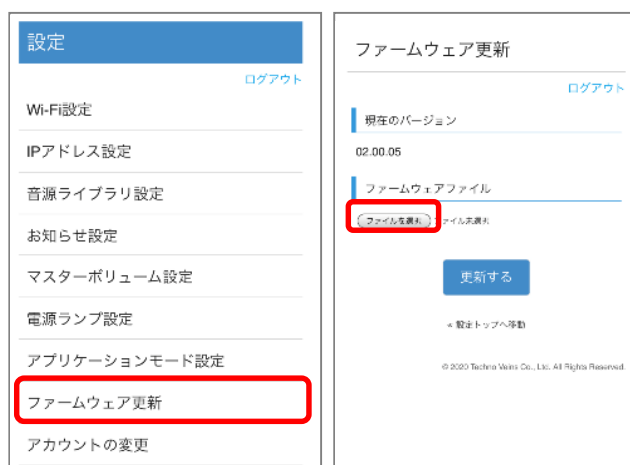 設定
ログアウト
Wi-Fi設定
IPアドレス設定
音源ライブラリ設定
お知らせ設定
マスターボリューム設定
電源ランプ設定
アプリケーションモード設定
ファームウェア更新
アカウントの変更
ファームウェア更新
ログアウト
現在のバージョン
02.00.05
ファームウェアファイル
ファイルを選択 ファイル未選択
更新する
« 設定トップへ移動
© 2020 Techno Veins Co., Ltd. All Rights Reserved.